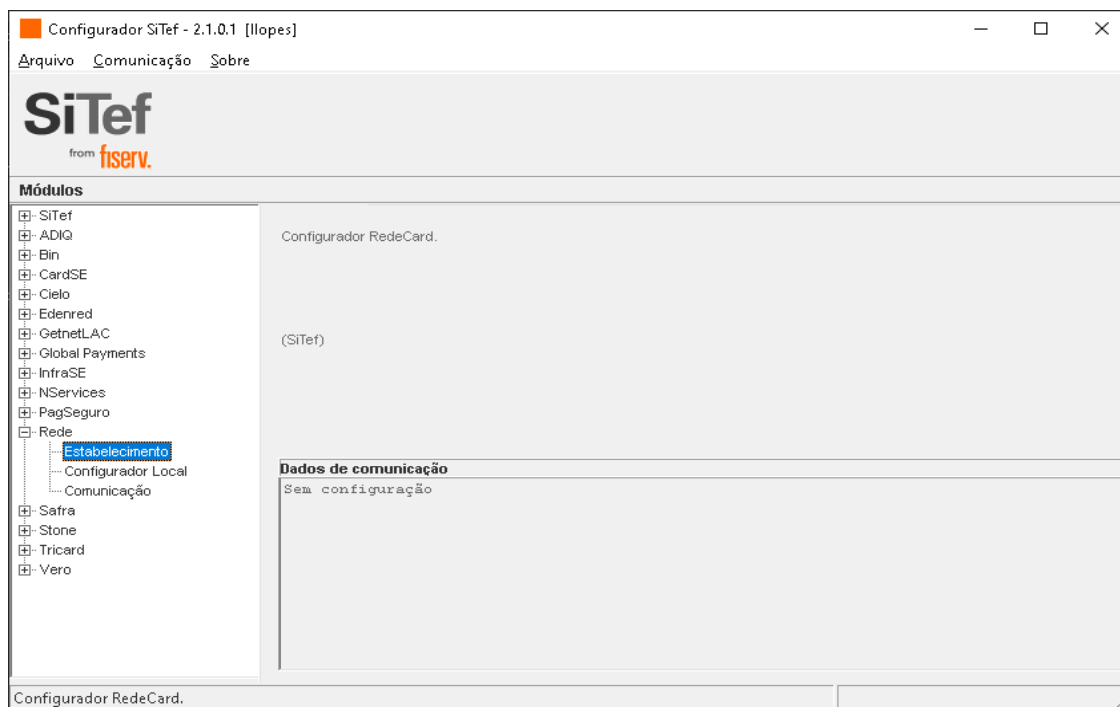 Configurador SiTef - 2.1.0.1 [llopes]
Arquivo Comunicação Sobre
SiTef
from fiserv.
Módulos
SiTef
ADIQ
Bin
CardSE
Cielo
Edenred
GetnetLAC
Global Payments
InfraSE
NServices
PagSeguro
Rede
Estabelecimento
Configurador Local
Comunicação
Safra
Stone
Tricard
Vero
Configurador RedeCard.
(SiTef)
Dados de comunicação
Sem configuração
Configurador RedeCard.